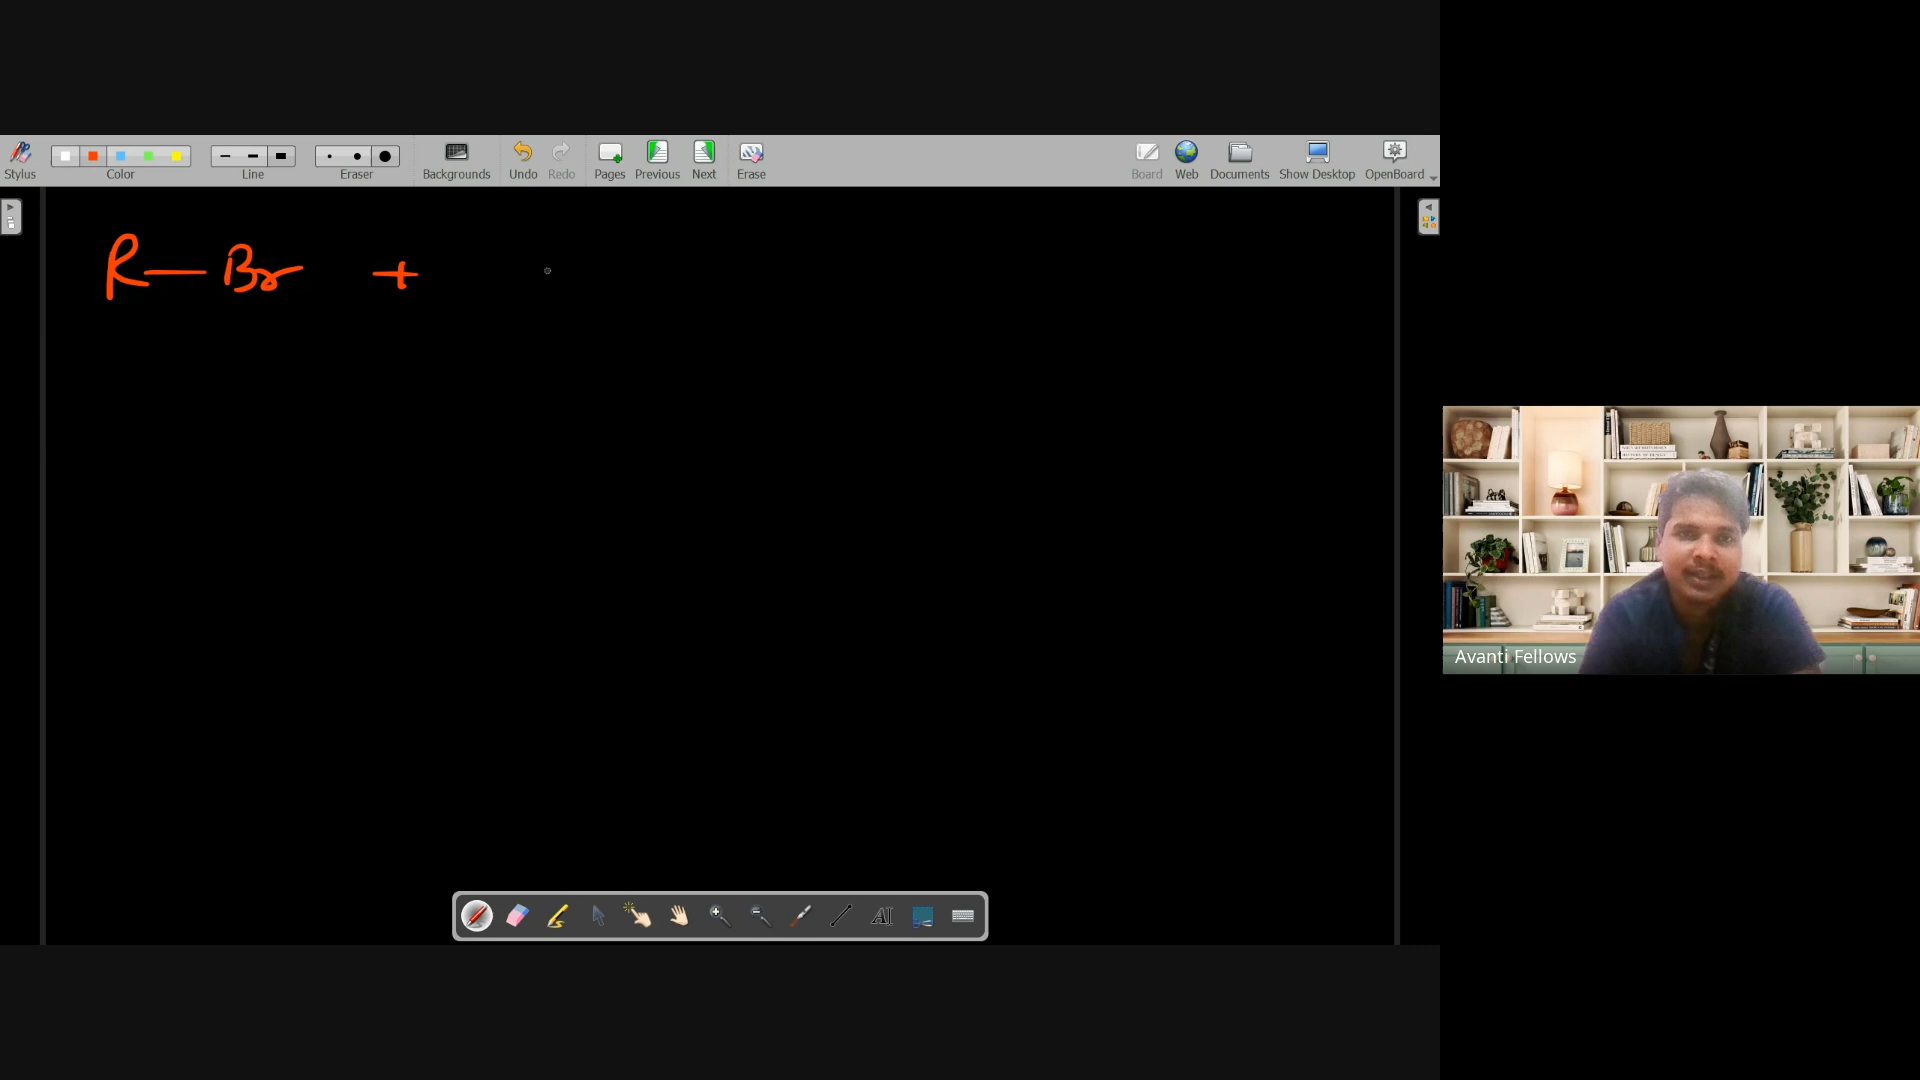 Stylus Color Line Eraser Backgrounds Undo Redo Pages Previous Next Erase Board Web Documents Show Desktop OpenBoard
R — Br +
Avanti Fellows